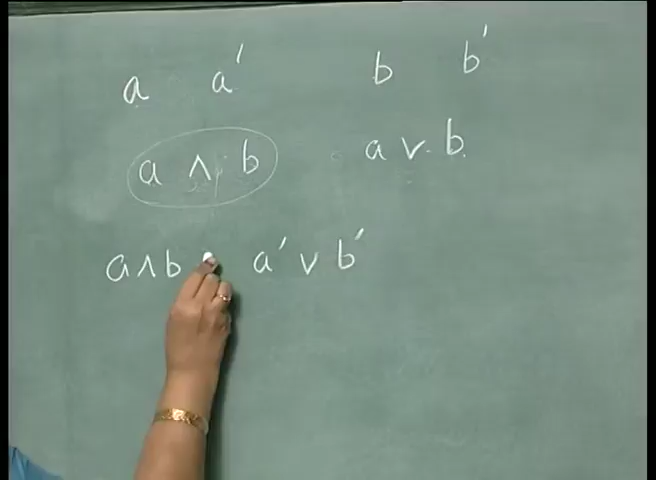 a a' b b'
a ∧ b a ∨ b
a ∧ b a' ∨ b'